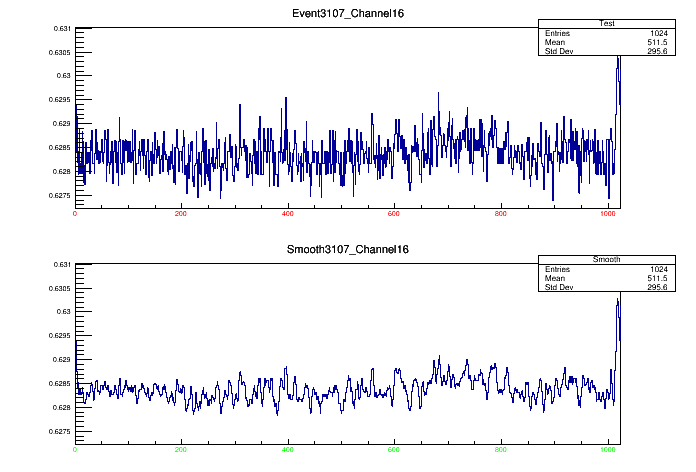 Event3107_Channel16
Test
Entries 1024
Mean 511.5
Std Dev 295.6
0.631
0.6305
0.63
0.6295
0.629
0.6285
0.628
0.6275
0 200 400 600 800 1000
Smooth3107_Channel16
Smooth
Entries 1024
Mean 511.5
Std Dev 295.6
0.631
0.6305
0.63
0.6295
0.629
0.6285
0.628
0.6275
0 200 400 600 800 1000